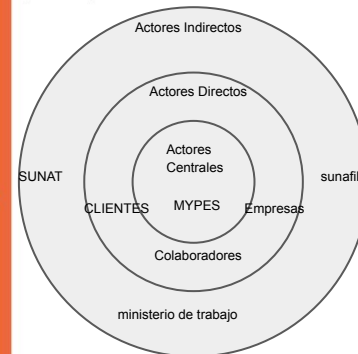 Actores Indirectos
Actores Directos
Actores
Centrales
SUNAT
sunafil
CLIENTES
MYPES
Empresas
Colaboradores
ministerio de trabajo